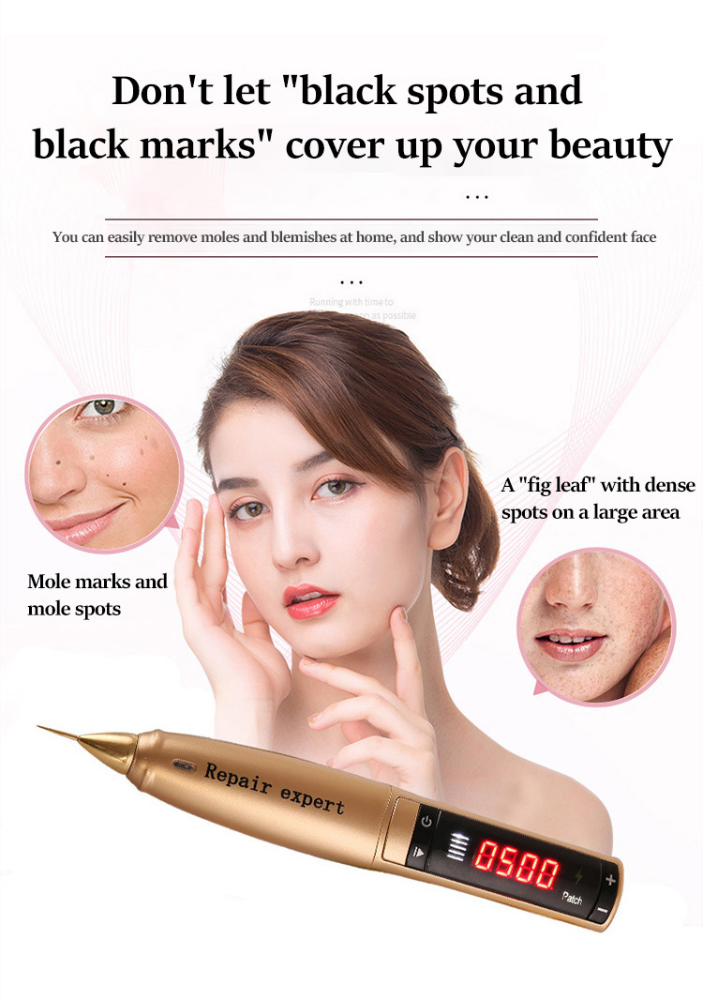 Don't let "black spots and
black marks" cover up your beauty
...
You can easily remove moles and blemishes at home, and show your clean and confident face
...
Running with time to
as possible
A "fig leaf" with dense
spots on a large area
Mole marks and
mole spots
Repair expert
0500
Patch